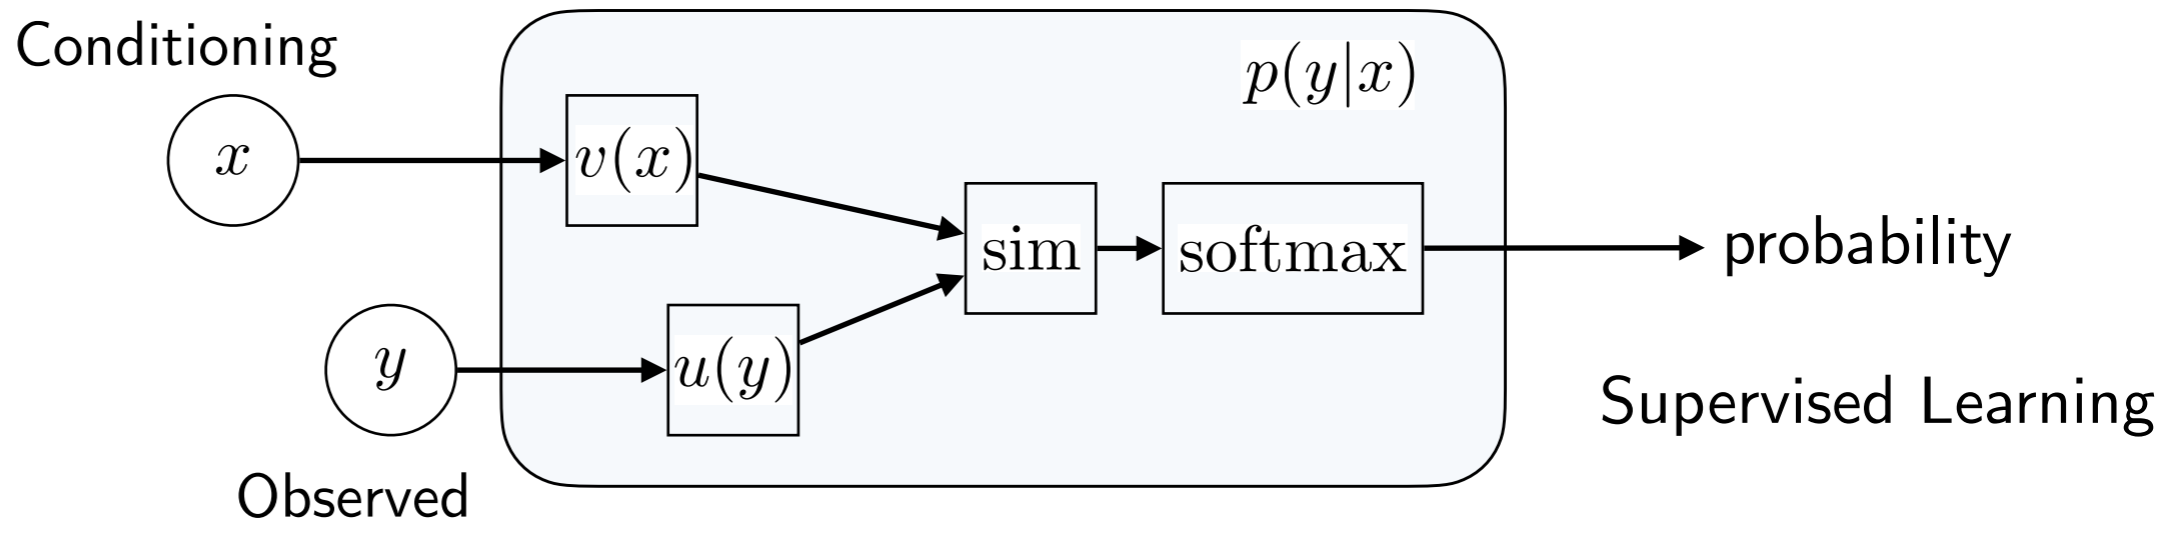 Conditioning
p(y|x)
x
v(x)
sim
softmax
probability
y
u(y)
Supervised Learning
Observed